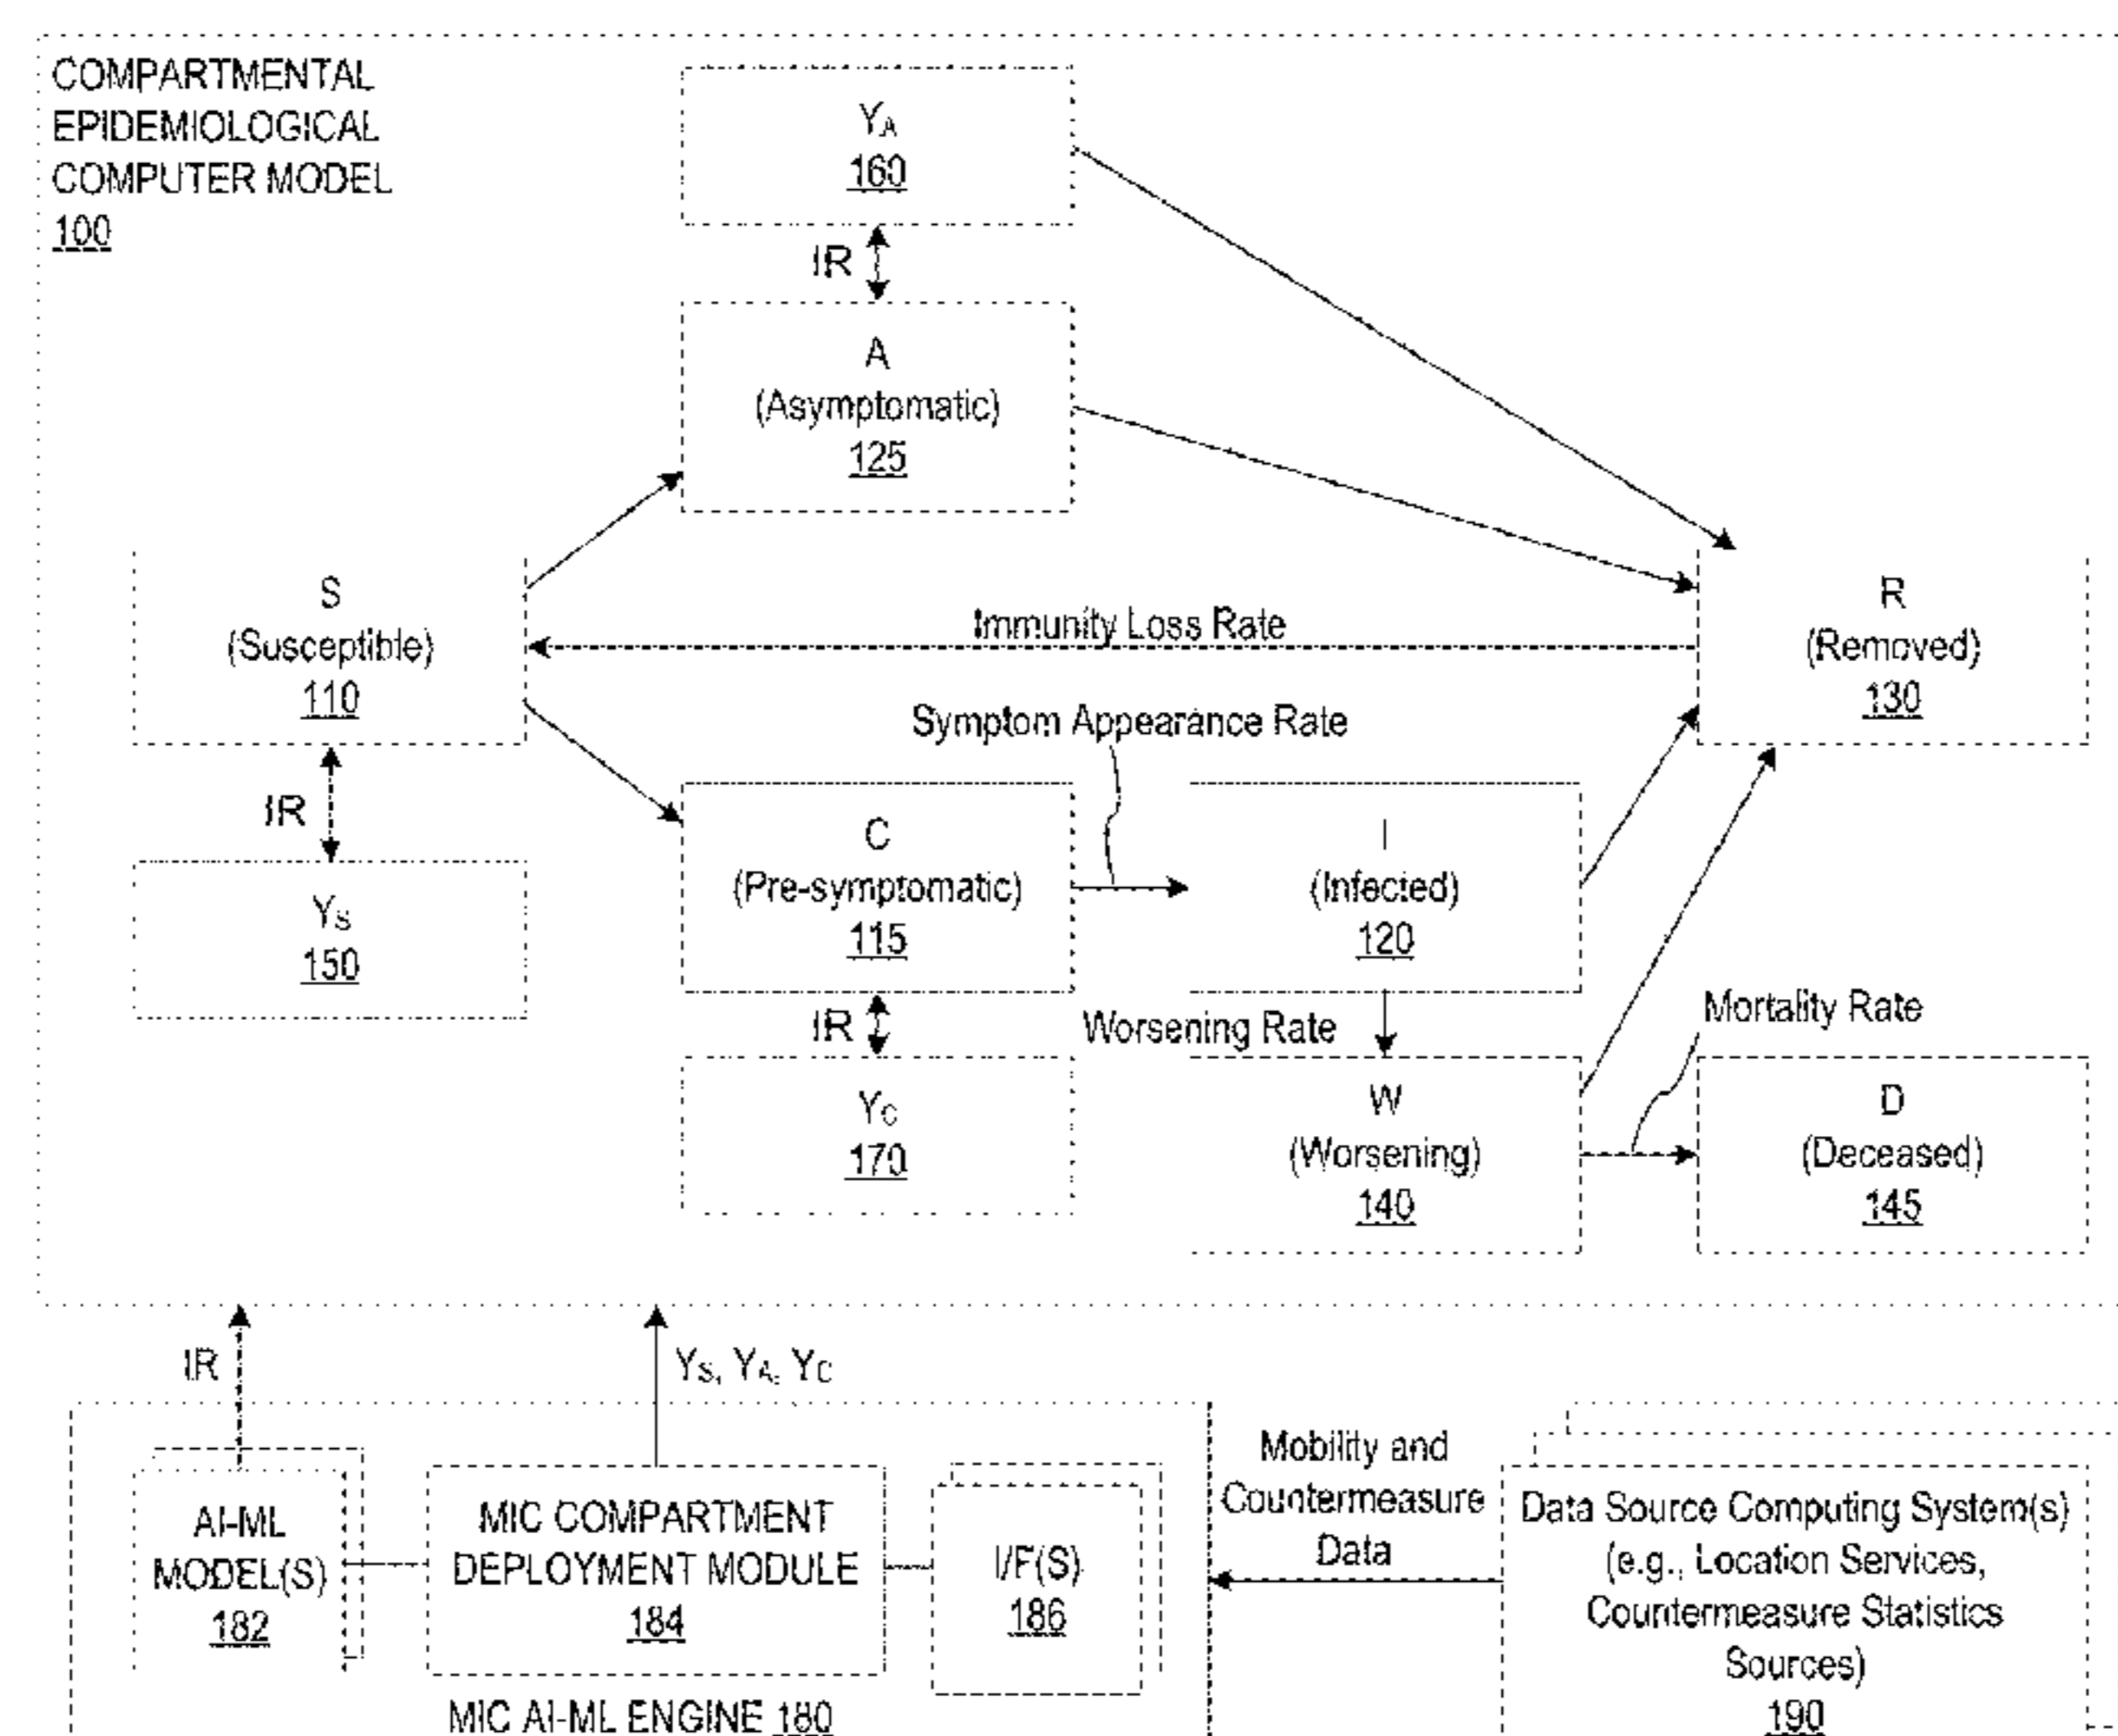 COMPARTMENTAL
EPIDEMIOLOGICAL
COMPUTER MODEL
100
YA
160
IR
A
(Asymptomatic)
125
S
(Susceptible)
110
Immunity Loss Rate
R
(Removed)
130
Symptom Appearance Rate
IR
C
(Pre-symptomatic)
115
I
(Infected)
120
YS
150
IR
Worsening Rate
Mortality Rate
YC
170
W
(Worsening)
140
D
(Deceased)
145
IR
YS, YA, YC
Mobility and
Countermeasure
Data
AI-ML
MODEL(S)
182
MIC COMPARTMENT
DEPLOYMENT MODULE
184
I/F(S)
186
Data Source Computing System(s)
(e.g., Location Services,
Countermeasure Statistics
Sources)
190
MIC AI-ML ENGINE 180